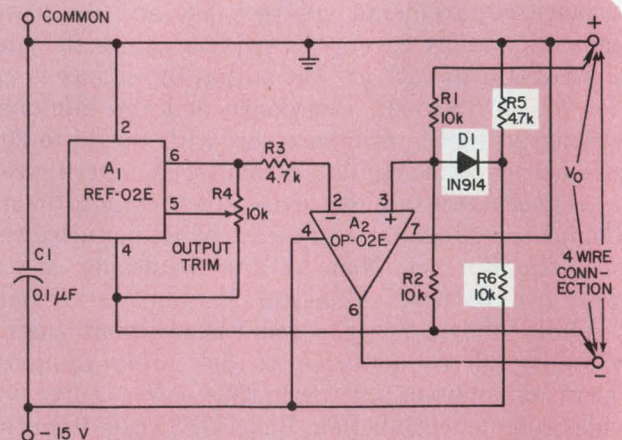 COMMON
+
R1
10k
R5
4.7k
2
D1
A1
REF-02E
6
R3
4.7k
1N914
VO
5
R4
10k
2
3
−
+
4
A2
OP-02E
7
4 WIRE
CONN-
ECTION
C1
0.1 µF
4
OUTPUT
TRIM
R2
10k
R6
10k
6
−
− 15 V